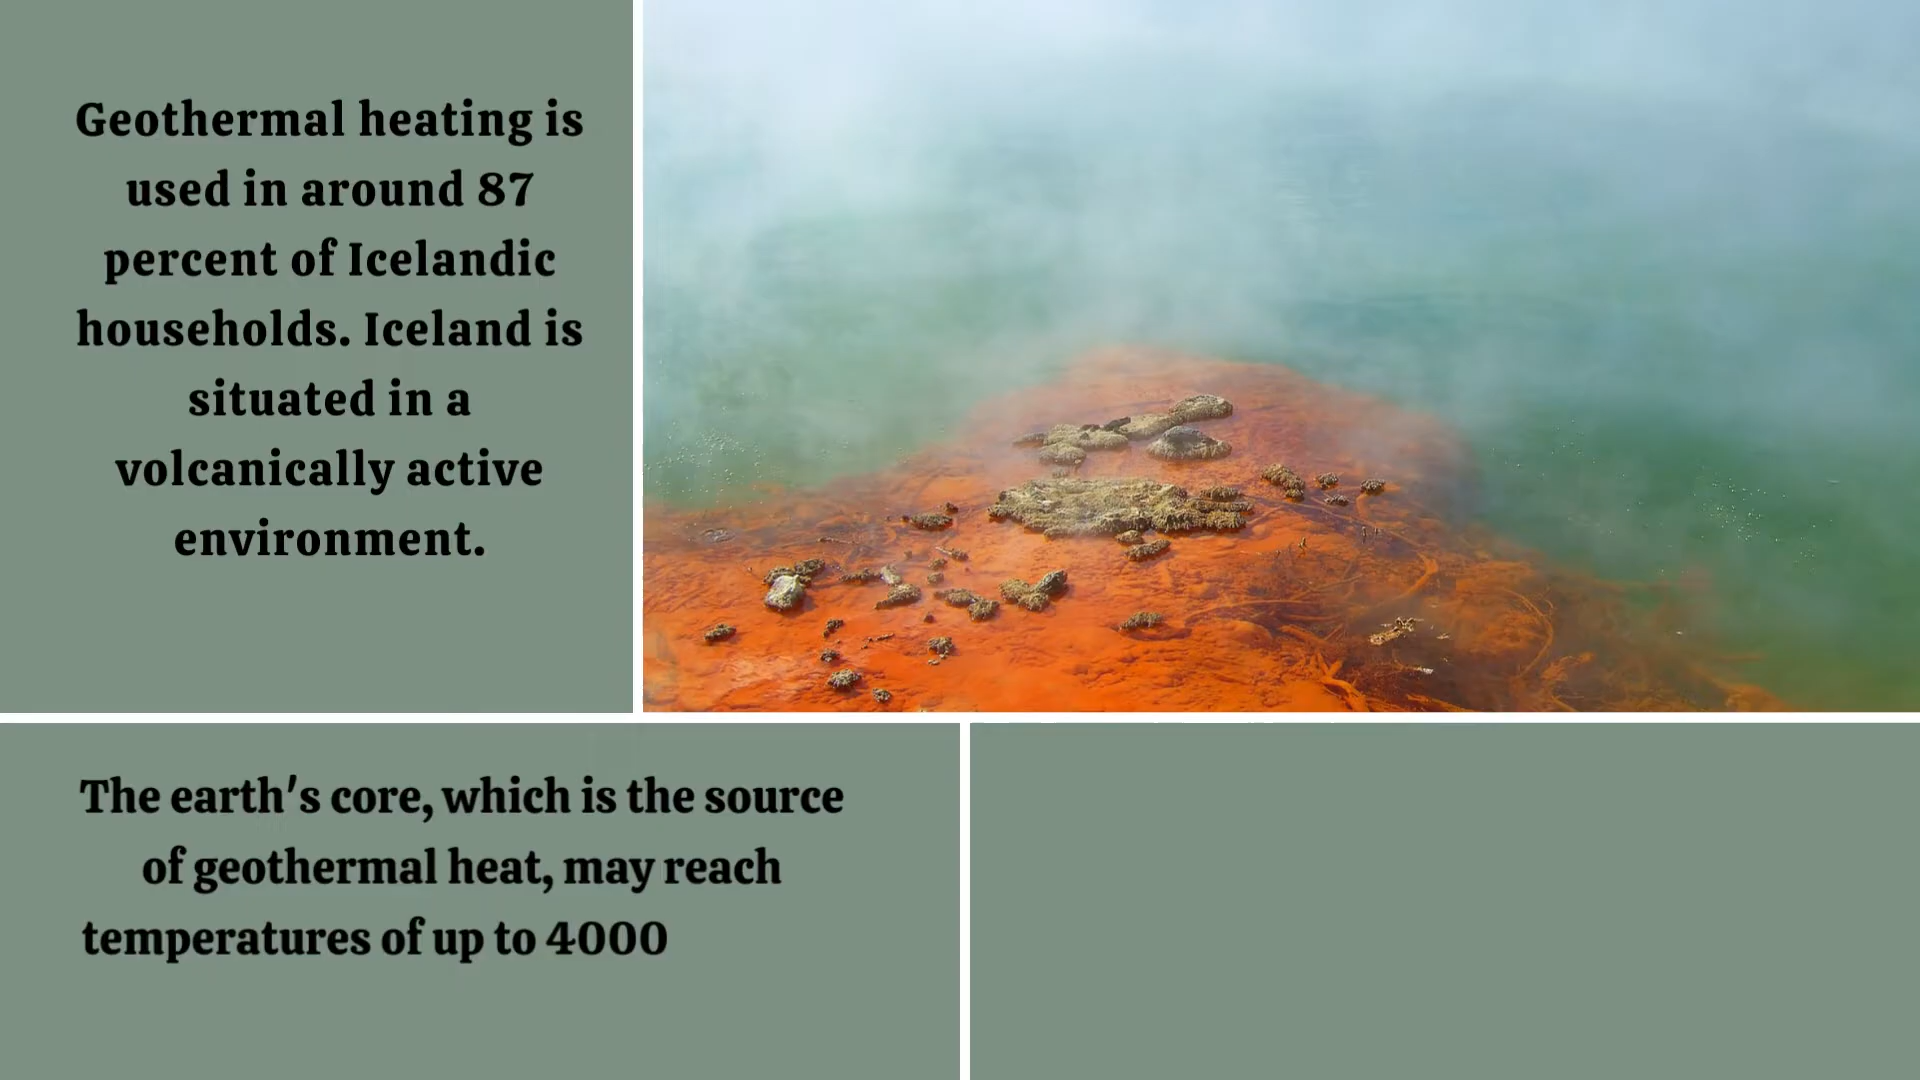 Geothermal heating is
used in around 87
percent of Icelandic
households. Iceland is
situated in a
volcanically active
environment.
The earth's core, which is the source
of geothermal heat, may reach
temperatures of up to 4000